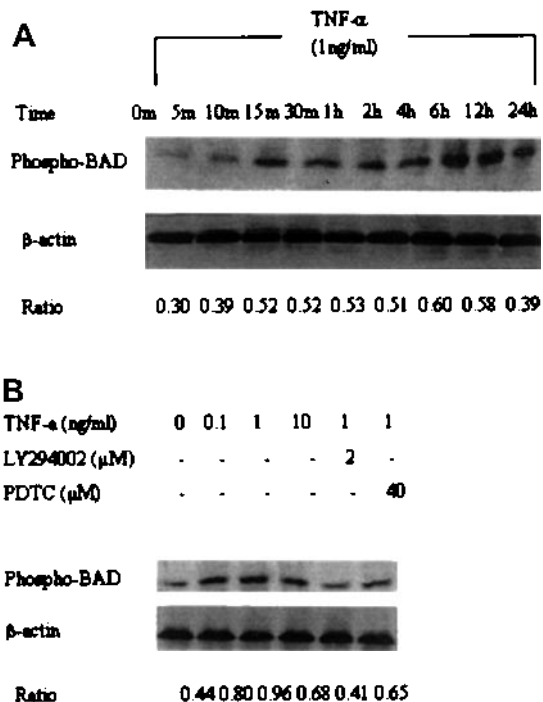 A
TNF-α
(1ng/ml)
Time 0m 5m 10m 15m 30m 1h 2h 4h 6h 12h 24h
Phospho-BAD
β-actin
Ratio 0.30 0.39 0.52 0.52 0.53 0.51 0.60 0.58 0.39
B
TNF-α (ng/ml) 0 0.1 1 10 1 1
LY294002 (μM) - - - - 2 -
PDTC (μM) - - - - - 40
Phospho-BAD
β-actin
Ratio 0.44 0.80 0.96 0.68 0.41 0.65